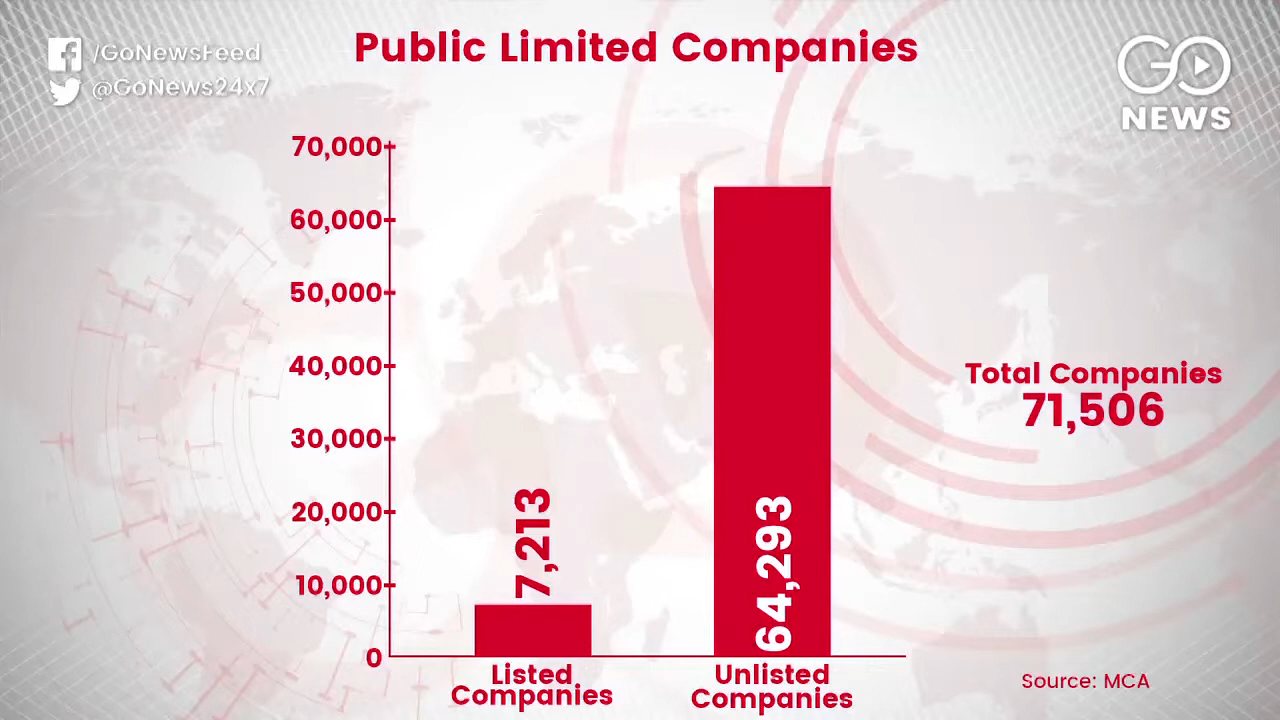 /GoNewsFeed
@GoNews24x7
Public Limited Companies
GO
NEWS
70,000
60,000
50,000
40,000
30,000
20,000
10,000
0
7,213
64,293
Listed
Companies
Unlisted
Companies
Total Companies
71,506
Source: MCA